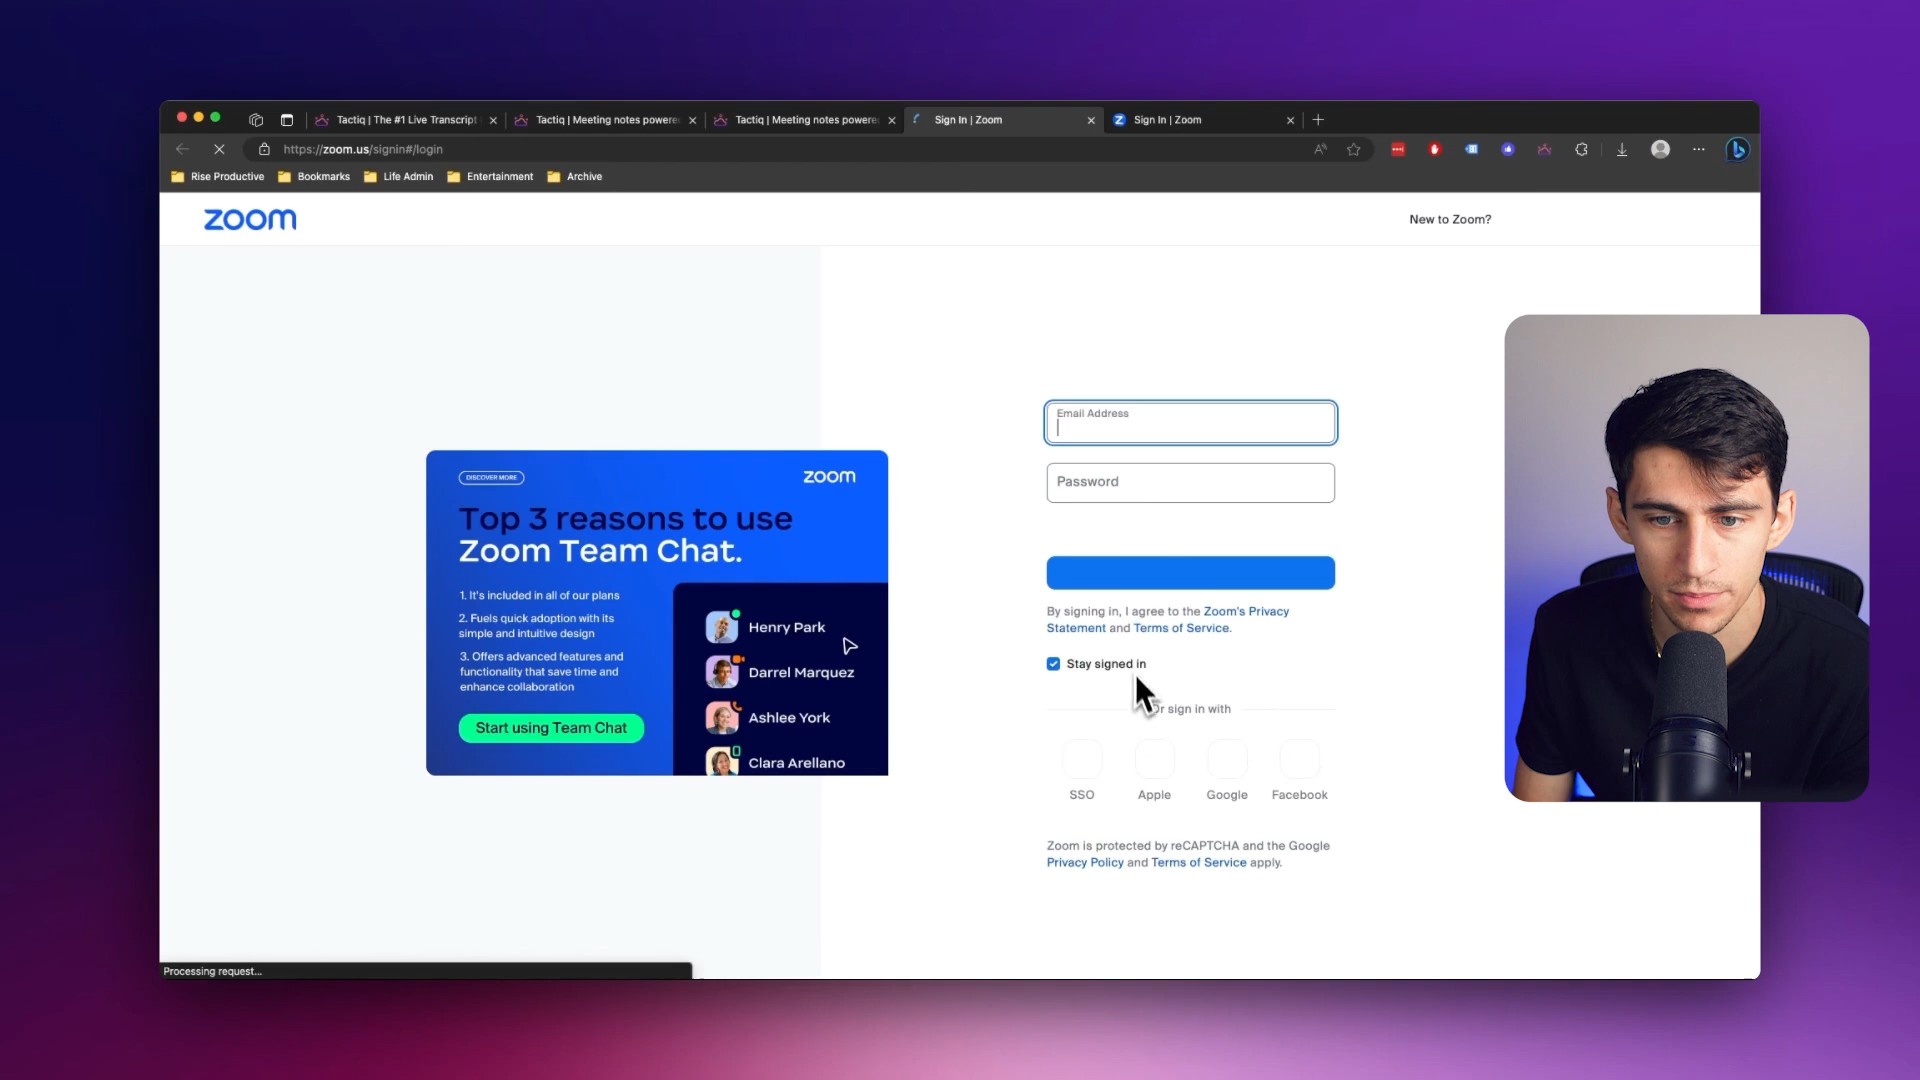 Tactiq | The #1 Live Transcript
Tactiq | Meeting notes powere
Tactiq | Meeting notes powere
Sign In | Zoom
Sign In | Zoom
https://zoom.us/signin#/login
Rise Productive
Bookmarks
Life Admin
Entertainment
Archive
zoom
New to Zoom?
DISCOVER MORE
zoom
Top 3 reasons to use
Zoom Team Chat.
1. It's included in all of our plans
2. Fuels quick adoption with its
simple and intuitive design
3. Offers advanced features and
functionality that save time and
enhance collaboration
Start using Team Chat
Henry Park
Darrel Marquez
Ashlee York
Clara Arellano
Email Address
Password
By signing in, I agree to the Zoom's Privacy
Statement and Terms of Service.
Stay signed in
Or sign in with
SSO
Apple
Google
Facebook
Zoom is protected by reCAPTCHA and the Google
Privacy Policy and Terms of Service apply.
Processing request...